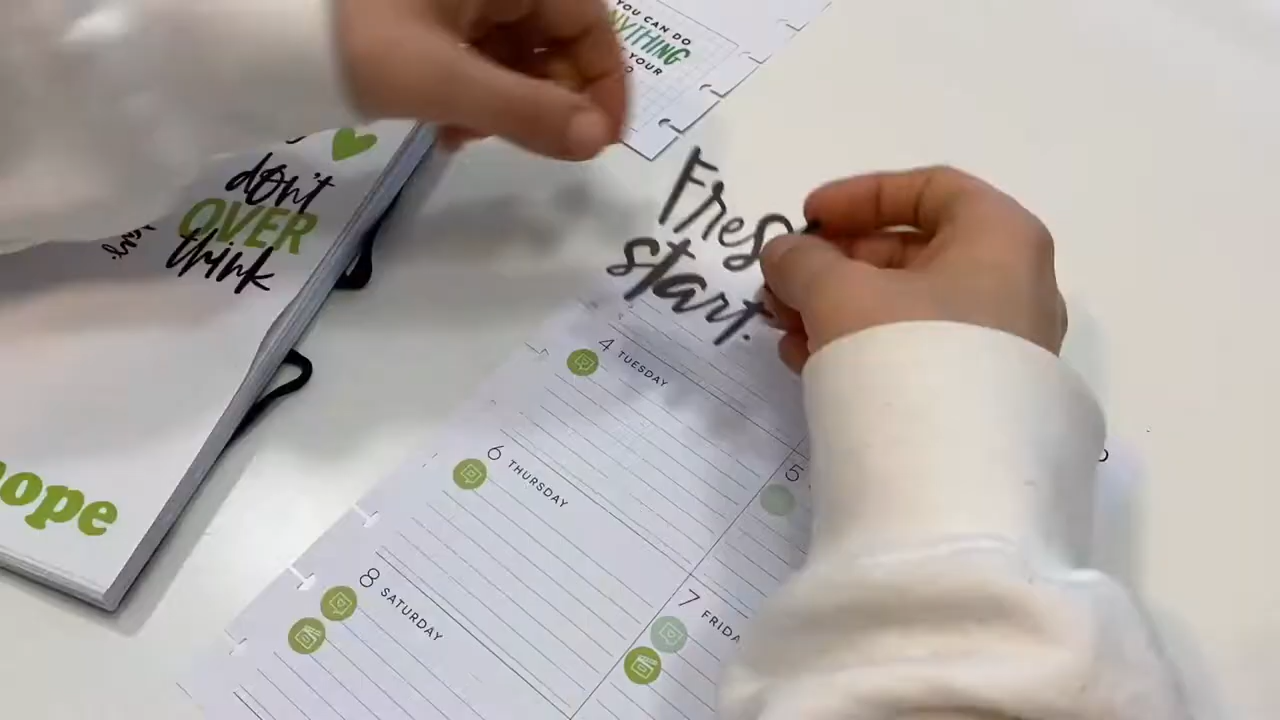 YOU CAN DO
ANYTHING
YOUR
don't
OVER
think
hope
Fres
start.
4 TUESDAY
5
6 THURSDAY
7 FRIDA
8 SATURDAY